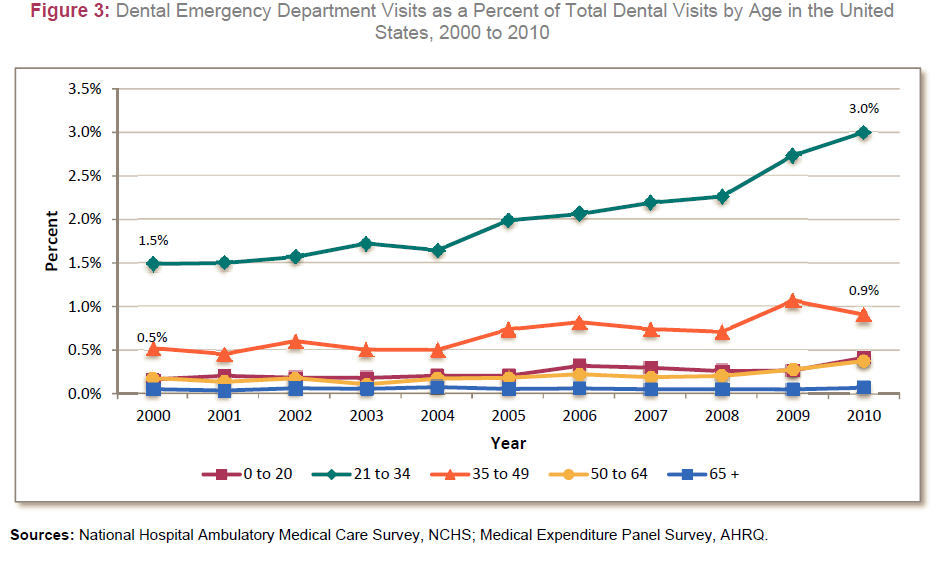 Figure 3: Dental Emergency Department Visits as a Percent of Total Dental Visits by Age in the United
States, 2000 to 2010
3.5%
3.0%
2.5%
2.0%
1.5%
1.0%
0.5%
0.0%
Percent
1.5%
0.5%
3.0%
0.9%
2000 2001 2002 2003 2004 2005 2006 2007 2008 2009 2010
Year
0 to 20 21 to 34 35 to 49 50 to 64 65 +
Sources: National Hospital Ambulatory Medical Care Survey, NCHS; Medical Expenditure Panel Survey, AHRQ.